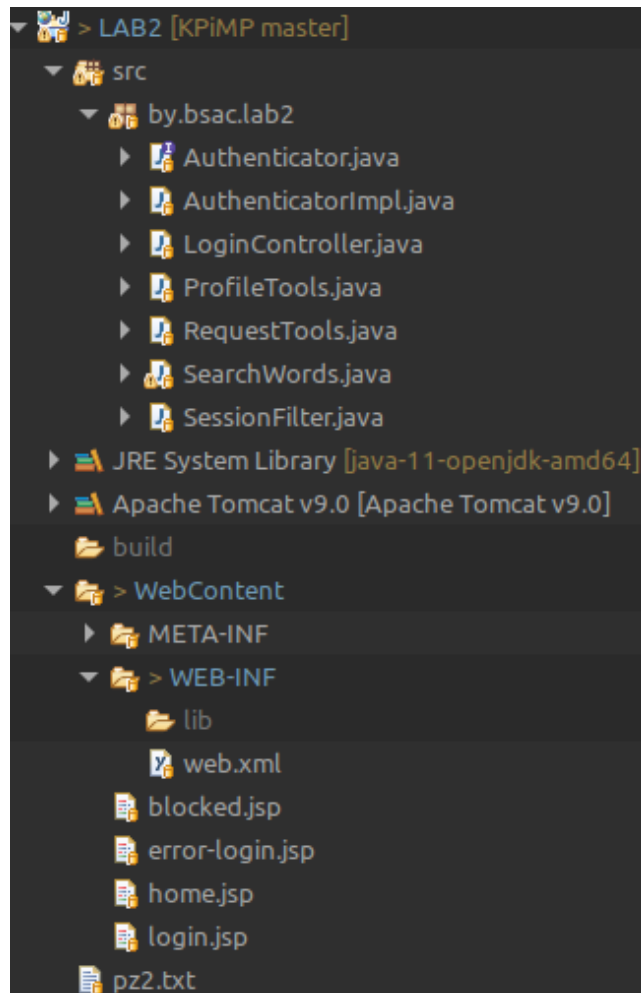 > LAB2 [KPiMP master]
src
by.bsac.lab2
Authenticator.java
AuthenticatorImpl.java
LoginController.java
ProfileTools.java
RequestTools.java
SearchWords.java
SessionFilter.java
JRE System Library [java-11-openjdk-amd64]
Apache Tomcat v9.0 [Apache Tomcat v9.0]
build
> WebContent
META-INF
> WEB-INF
lib
web.xml
blocked.jsp
error-login.jsp
home.jsp
login.jsp
pz2.txt